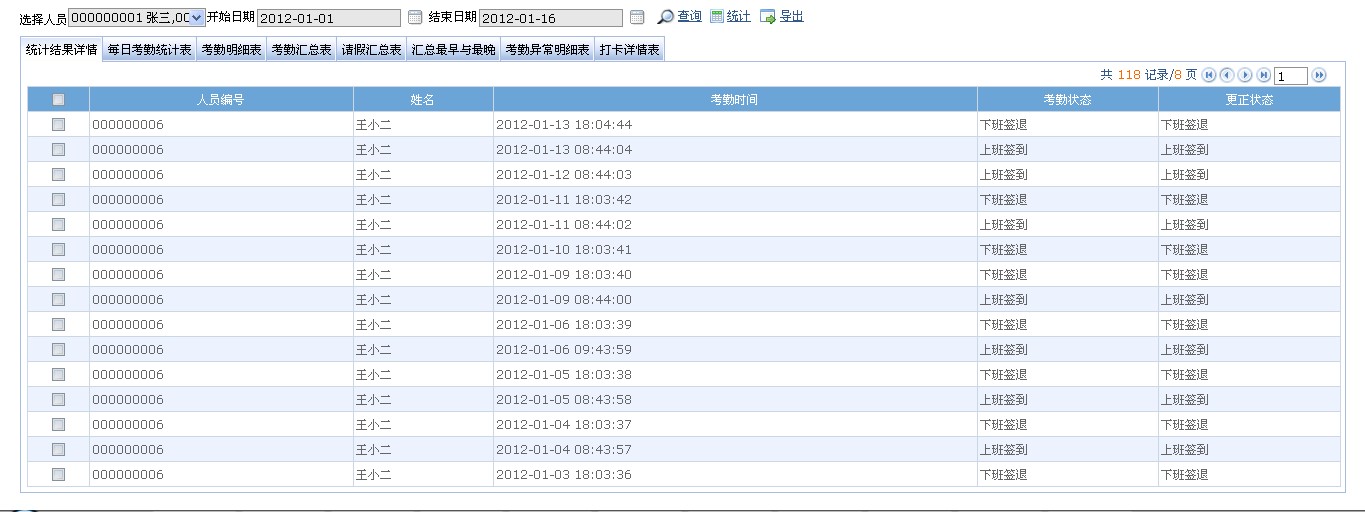 选择人员 000000001 张三,00 开始日期 2012-01-01 结束日期 2012-01-16 查询 统计 导出
统计结果详情 每日考勤统计表 考勤明细表 考勤汇总表 请假汇总表 汇总最早与最晚 考勤异常明细表 打卡详情表
共 118 记录/8 页 1
人员编号 姓名 考勤时间 考勤状态 更正状态
000000006 王小二 2012-01-13 18:04:44 下班签退 下班签退
000000006 王小二 2012-01-13 08:44:04 上班签到 上班签到
000000006 王小二 2012-01-12 08:44:03 上班签到 上班签到
000000006 王小二 2012-01-11 18:03:42 下班签退 下班签退
000000006 王小二 2012-01-11 08:44:02 上班签到 上班签到
000000006 王小二 2012-01-10 18:03:41 下班签退 下班签退
000000006 王小二 2012-01-09 18:03:40 下班签退 下班签退
000000006 王小二 2012-01-09 08:44:00 上班签到 上班签到
000000006 王小二 2012-01-06 18:03:39 下班签退 下班签退
000000006 王小二 2012-01-06 09:43:59 上班签到 上班签到
000000006 王小二 2012-01-05 18:03:38 下班签退 下班签退
000000006 王小二 2012-01-05 08:43:58 上班签到 上班签到
000000006 王小二 2012-01-04 18:03:37 下班签退 下班签退
000000006 王小二 2012-01-04 08:43:57 上班签到 上班签到
000000006 王小二 2012-01-03 18:03:36 下班签退 下班签退